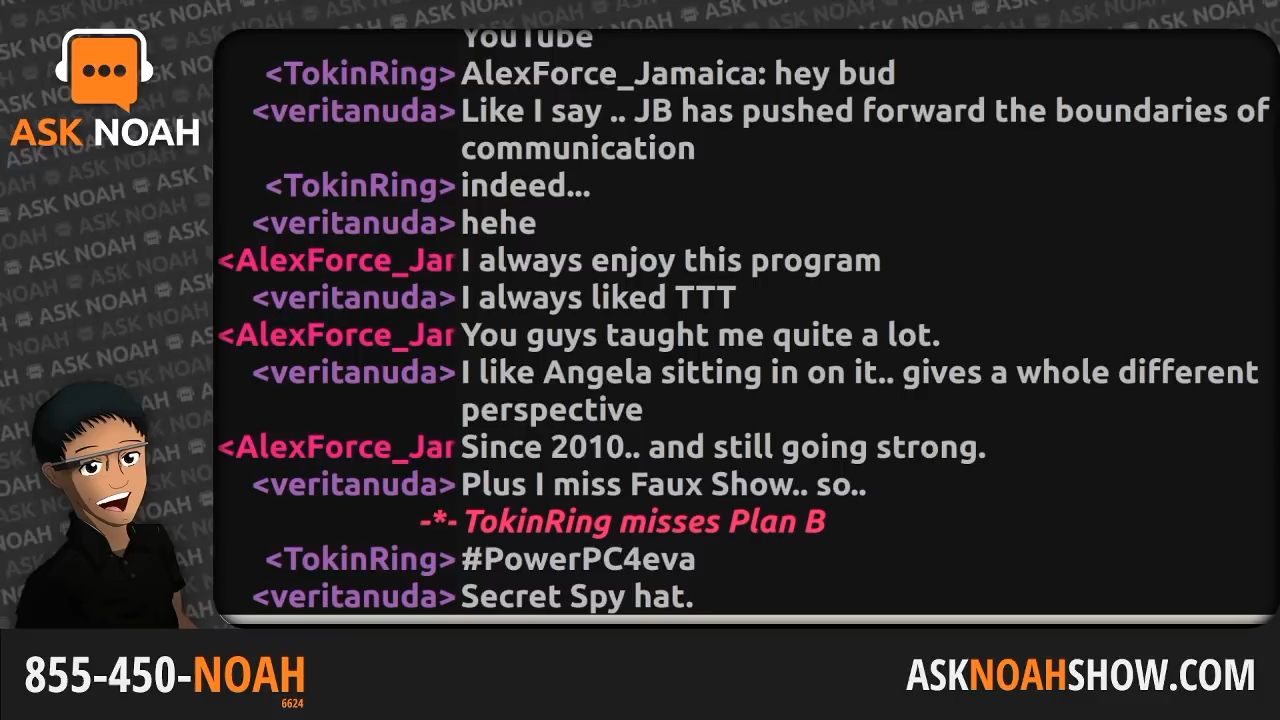 YouTube
<TokinRing> AlexForce_Jamaica: hey bud
<veritanuda> Like I say .. JB has pushed forward the boundaries of
communication
<TokinRing> indeed...
<veritanuda> hehe
<AlexForce_Jar I always enjoy this program
<veritanuda> I always liked TTT
<AlexForce_Jar You guys taught me quite a lot.
<veritanuda> I like Angela sitting in on it.. gives a whole different
perspective
<AlexForce_Jar Since 2010.. and still going strong.
<veritanuda> Plus I miss Faux Show.. so..
-*- TokinRing misses Plan B
<TokinRing> #PowerPC4eva
<veritanuda> Secret Spy hat.
ASK NOAH
855-450-NOAH
6624
ASKNOAHSHOW.COM